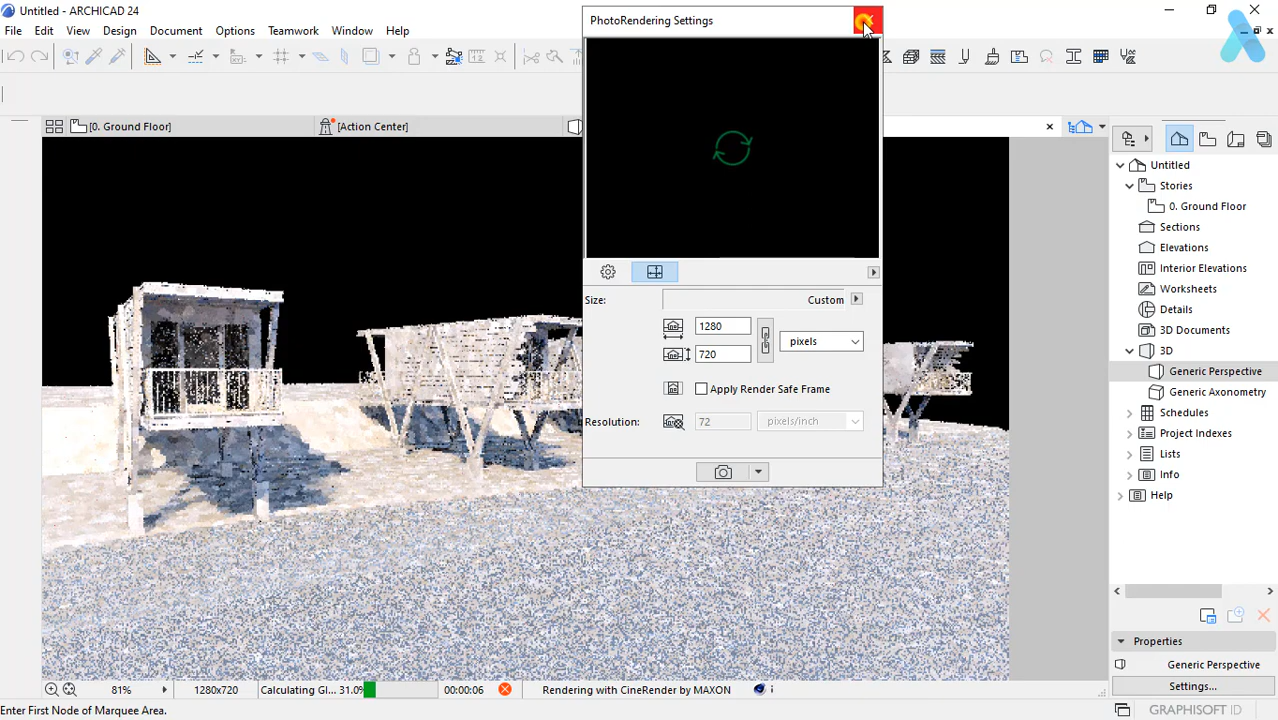 Untitled - ARCHICAD 24
File Edit View Design Document Options Teamwork Window Help
PhotoRendering Settings
[0. Ground Floor]
[Action Center]
Size:
Custom
1280
720
pixels
Apply Render Safe Frame
Resolution:
72
pixels/inch
Untitled
Stories
0. Ground Floor
Sections
Elevations
Interior Elevations
Worksheets
Details
3D Documents
3D
Generic Perspective
Generic Axonometry
Schedules
Project Indexes
Lists
Info
Help
Properties
Generic Perspective
Settings...
81%
1280x720
Calculating Gl... 31.0%
00:00:06
Rendering with CineRender by MAXON
i
Enter First Node of Marquee Area.
GRAPHISOFT ID